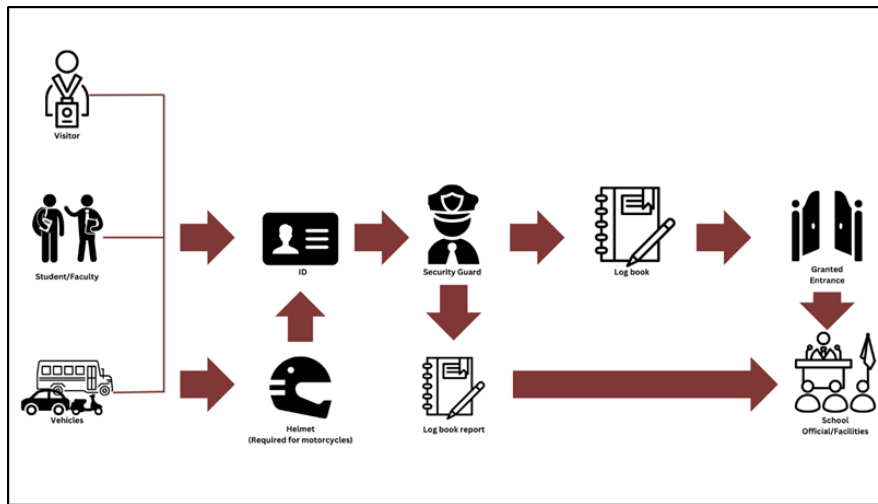 Visitor
Student/Faculty
ID
Security Guard
Log book
Granted
Entrance
Vehicles
Helmet
(Required for motorcycles)
Log book report
School
Official/Facilities